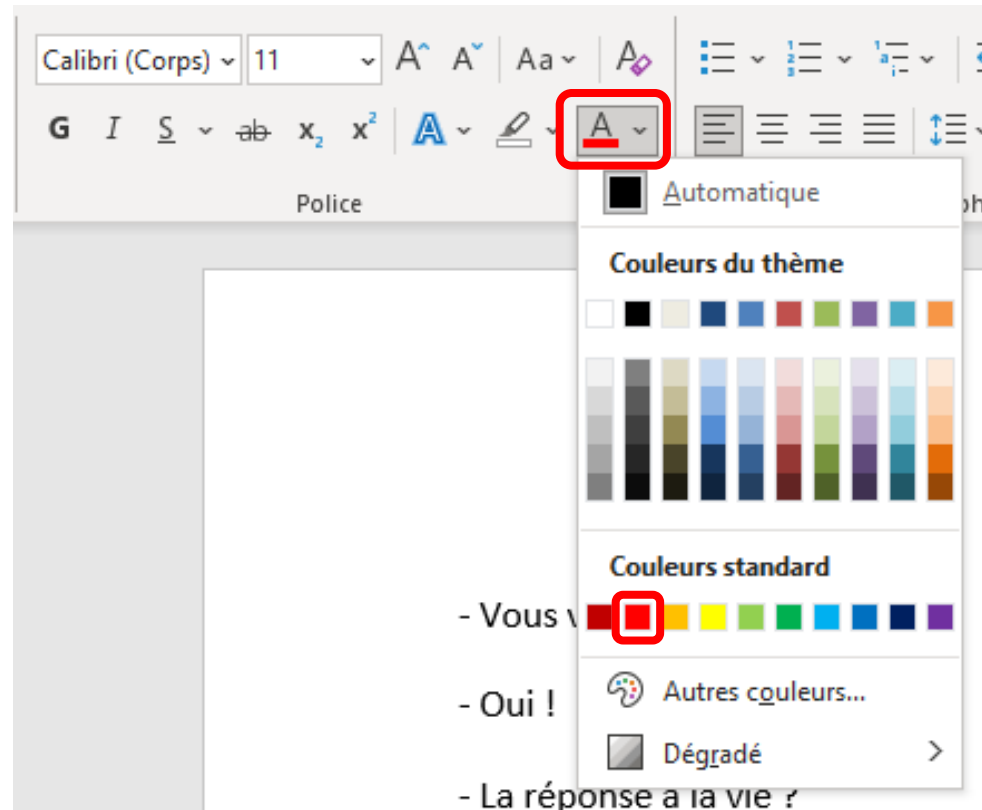 Calibri (Corps) 11 A A Aa A
G I S ab x₂ x² A A
Police
Automatique
Couleurs du thème
Couleurs standard
- Vous
- Oui !
Autres couleurs...
Dégradé
- La réponse à la vie ?